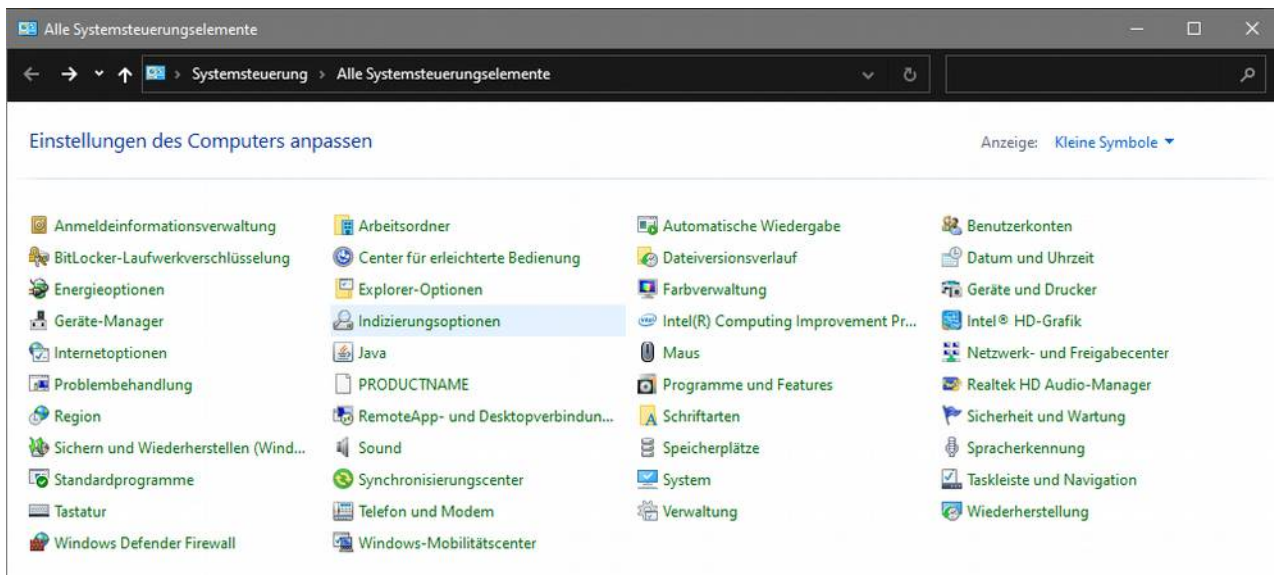 Alle Systemsteuerungselemente
Systemsteuerung > Alle Systemsteuerungselemente
Einstellungen des Computers anpassen
Anzeige: Kleine Symbole
Anmeldeinformationsverwaltung Arbeitsordner Automatische Wiedergabe Benutzerkonten
BitLocker-Laufwerkverschlüsselung Center für erleichterte Bedienung Dateiversionsverlauf Datum und Uhrzeit
Energieoptionen Explorer-Optionen Farbverwaltung Geräte und Drucker
Geräte-Manager Indizierungsoptionen Intel(R) Computing Improvement Pr... Intel® HD-Grafik
Internetoptionen Java Maus Netzwerk- und Freigabecenter
Problembehandlung PRODUCTNAME Programme und Features Realtek HD Audio-Manager
Region RemoteApp- und Desktopverbindun... Schriftarten Sicherheit und Wartung
Sichern und Wiederherstellen (Wind... Sound Speicherplätze Spracherkennung
Standardprogramme Synchronisierungscenter System Taskleiste und Navigation
Tastatur Telefon und Modem Verwaltung Wiederherstellung
Windows Defender Firewall Windows-Mobilitätscenter